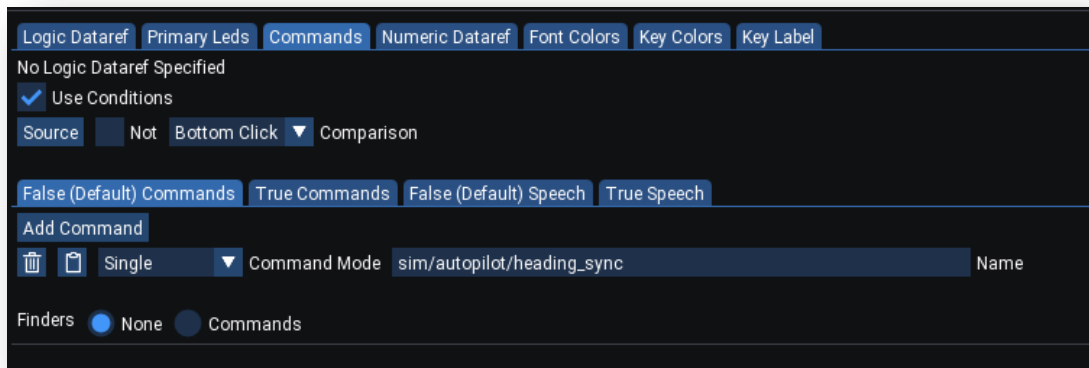 Logic Dataref Primary Leds Commands Numeric Dataref Font Colors Key Colors Key Label
No Logic Dataref Specified
Use Conditions
Source Not Bottom Click Comparison
False (Default) Commands True Commands False (Default) Speech True Speech
Add Command
Single Command Mode sim/autopilot/heading_sync Name
Finders None Commands